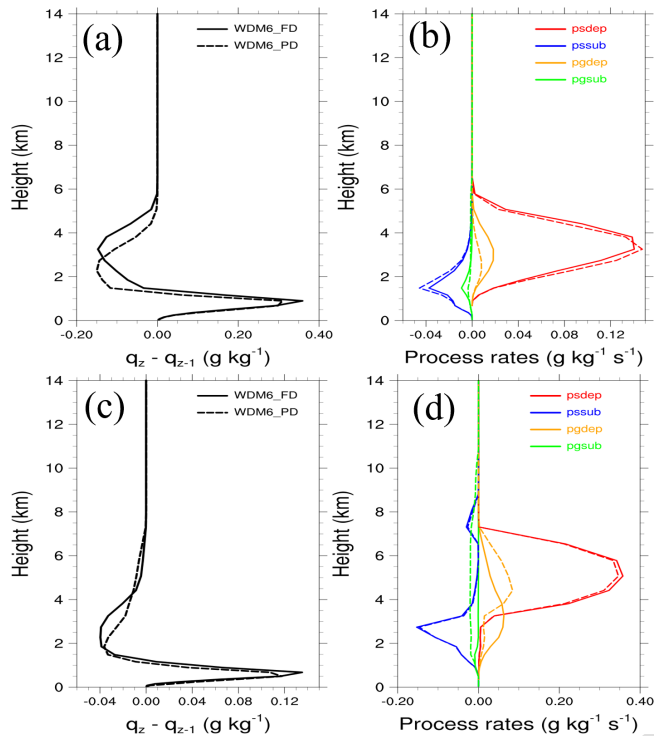 (a)
WDM6_FD
WDM6_PD
Height (km)
14
12
10
8
6
4
2
0
-0.20 0.00 0.20 0.40
q_z - q_z-1 (g kg⁻¹)
(b)
psdep
pssub
pgdep
pgsub
Height (km)
14
12
10
8
6
4
2
0
-0.04 0.00 0.04 0.08 0.12
Process rates (g kg⁻¹ s⁻¹)
(c)
WDM6_FD
WDM6_PD
Height (km)
14
12
10
8
6
4
2
0
-0.04 0.00 0.04 0.08 0.12
q_z - q_z-1 (g kg⁻¹)
(d)
psdep
pssub
pgdep
pgsub
Height (km)
14
12
10
8
6
4
2
0
-0.20 0.00 0.20 0.40
Process rates (g kg⁻¹ s⁻¹)